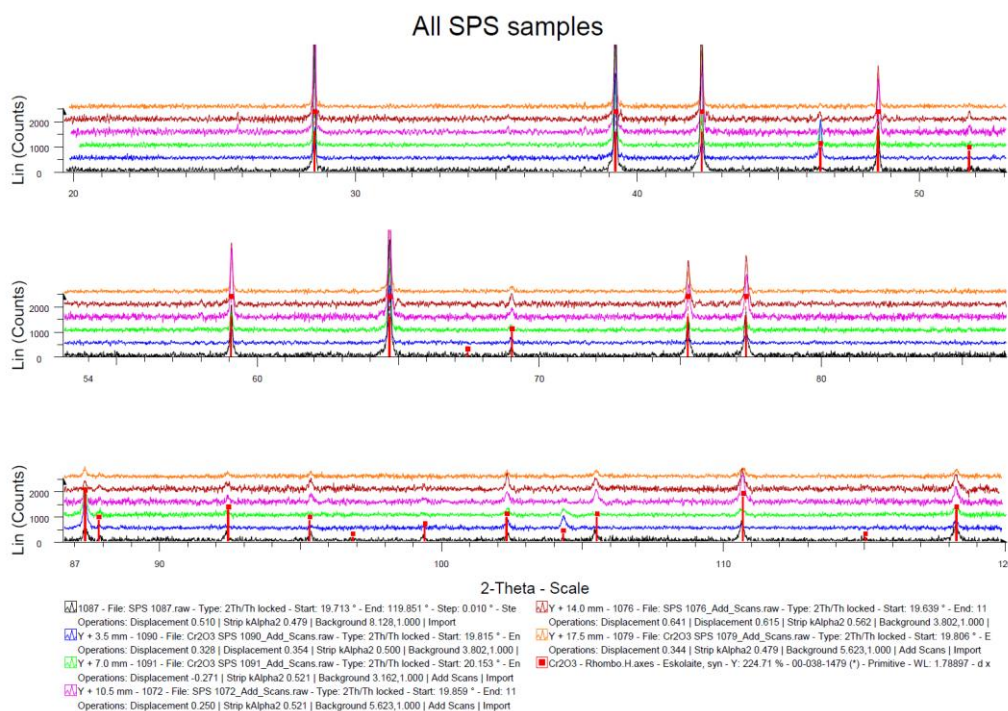 All SPS samples
Lin (Counts)
2000
1000
0
20 30 40 50
Lin (Counts)
2000
1000
0
54 60 70 80
Lin (Counts)
2000
1000
0
87 90 100 110 12
2-Theta - Scale
1087 - File: SPS 1087.raw - Type: 2Th/Th locked - Start: 19.713 ° - End: 119.851 ° - Step: 0.010 ° - Ste
Operations: Displacement 0.510 | Strip kAlpha2 0.479 | Background 8.128,1.000 | Import
Y + 3.5 mm - 1090 - File: Cr2O3 SPS 1090_Add_Scans.raw - Type: 2Th/Th locked - Start: 19.815 ° - En
Operations: Displacement 0.328 | Displacement 0.354 | Strip kAlpha2 0.500 | Background 3.802,1.000 |
Y + 7.0 mm - 1091 - File: Cr2O3 SPS 1091_Add_Scans.raw - Type: 2Th/Th locked - Start: 20.153 ° - En
Operations: Displacement -0.271 | Strip kAlpha2 0.521 | Background 3.162,1.000 | Add Scans | Import
Y + 10.5 mm - 1072 - File: SPS 1072_Add_Scans.raw - Type: 2Th/Th locked - Start: 19.859 ° - End: 11
Operations: Displacement 0.250 | Strip kAlpha2 0.521 | Background 5.623,1.000 | Add Scans | Import
Y + 14.0 mm - 1076 - File: SPS 1076_Add_Scans.raw - Type: 2Th/Th locked - Start: 19.639 ° - End: 11
Operations: Displacement 0.641 | Displacement 0.615 | Strip kAlpha2 0.562 | Background 3.802,1.000 |
Y + 17.5 mm - 1079 - File: Cr2O3 SPS 1079_Add_Scans.raw - Type: 2Th/Th locked - Start: 19.806 ° - E
Operations: Displacement 0.344 | Strip kAlpha2 0.479 | Background 5.623,1.000 | Add Scans | Import
Cr2O3 - Rhombo.H.axes - Eskolaite, syn - Y: 224.71 % - 00-038-1479 (*) - Primitive - WL: 1.78897 - d x